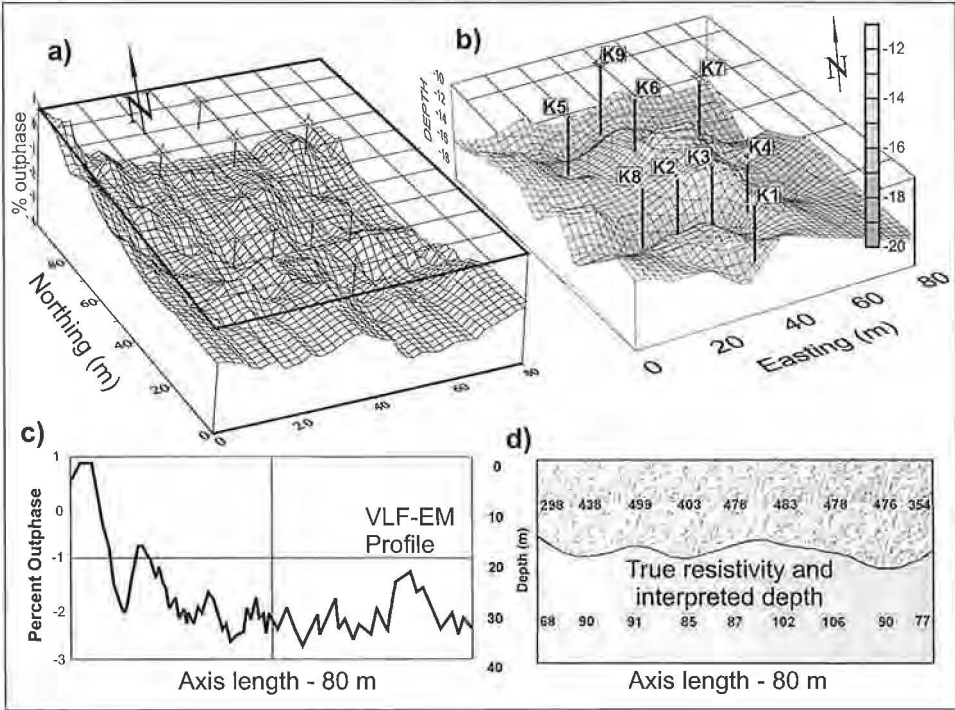 a)
N
% outphase
Northing (m)
80
60
40
20
0
0
20
40
60
80
b)
N
DEPTH
-10
-12
-14
-16
-18
K9
K7
K6
K5
K3
K4
K2
K8
K1
0
20
40
60
80
Easting (m)
-12
-14
-16
-18
-20
c)
1
0
-1
-2
-3
Percent Outphase
VLF-EM
Profile
Axis length - 80 m
d)
0
10
20
30
40
Depth (m)
298 438 499 403 478 483 478 476 354
True resistivity and
interpreted depth
68 90 91 85 87 102 106 90 77
Axis length - 80 m